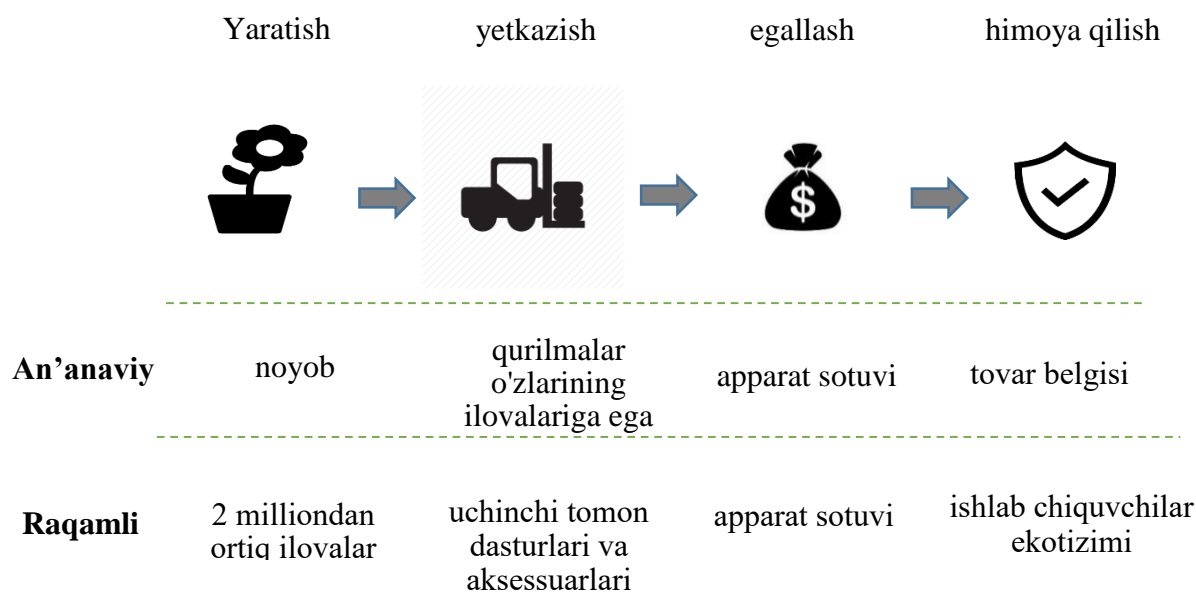 Yaratish yetkazish egallash himoya qilish
$
An’anaviy
noyob
qurilmalar
o'zlarining
ilovalariga ega
apparat sotuvi
tovar belgisi
Raqamli
2 milliondan
ortiq ilovalar
uchinchi tomon
dasturlari va
aksessuarlari
apparat sotuvi
ishlab chiquvchilar
ekotizimi